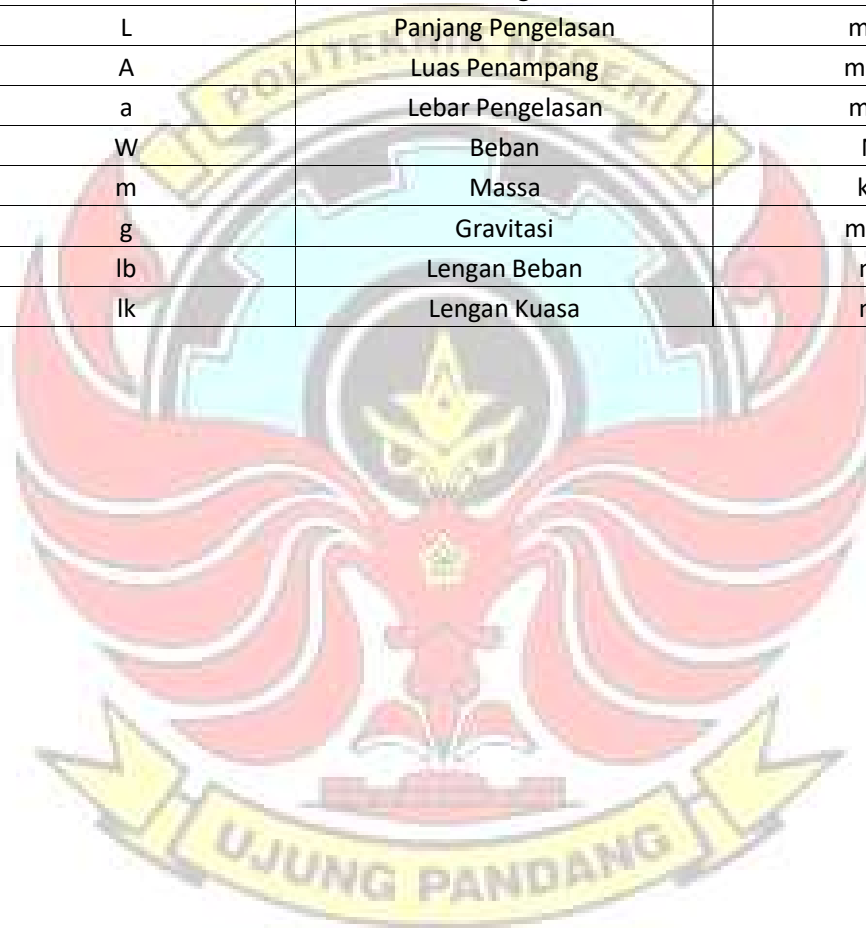 L Panjang Pengelasan m
A Luas Penampang m
a Lebar Pengelasan m
W Beban
m Massa k
g Gravitasi m
lb Lengan Beban
lk Lengan Kuasa
POLITEKNIK NEGERI
UJUNG PANDANG